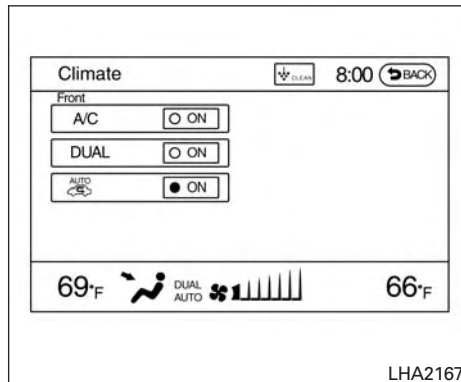 Climate CLEAN 8:00 BACK
Front
A/C ON
DUAL ON
AUTO ON
69°F DUAL AUTO 66°F
LHA2167